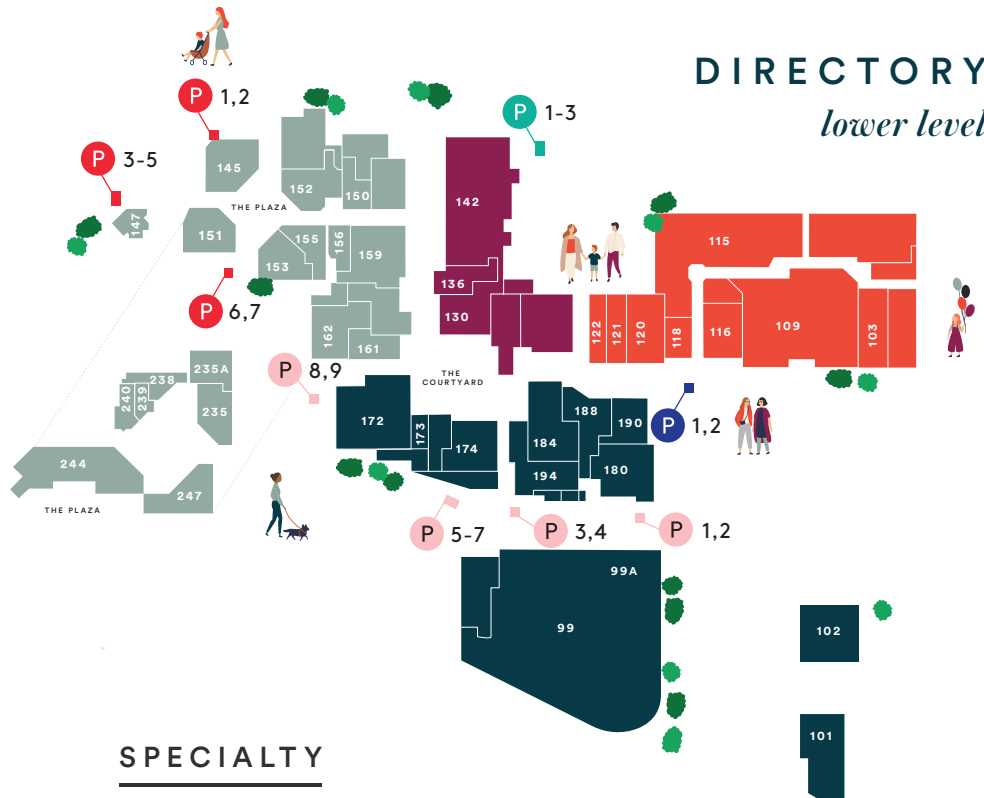 DIRECTORY
lower level
P 1,2
P 1-3
P 3-5
145
152
150
142
THE PLAZA
147
151
155
156
159
153
115
136
130
P 6,7
162
161
122
121
120
118
116
109
103
THE
COURTYARD
P 8,9
235A
238
240
239
235
172
173
174
184
188
190
P 1,2
194
180
244
247
THE PLAZA
P 5-7
P 3,4
P 1,2
99A
99
102
101
SPECIALTY